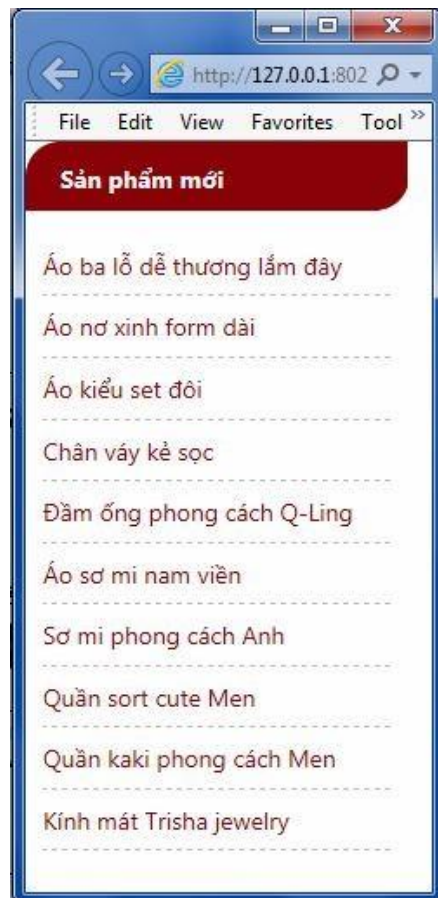 http://127.0.0.1:802
File Edit View Favorites Tool
Sản phẩm mới
Áo ba lỗ dễ thương lắm đây
Áo nơ xinh form dài
Áo kiểu set đôi
Chân váy kẻ sọc
Đầm ống phong cách Q-Ling
Áo sơ mi nam viền
Sơ mi phong cách Anh
Quần sort cute Men
Quần kaki phong cách Men
Kính mát Trisha jewelry